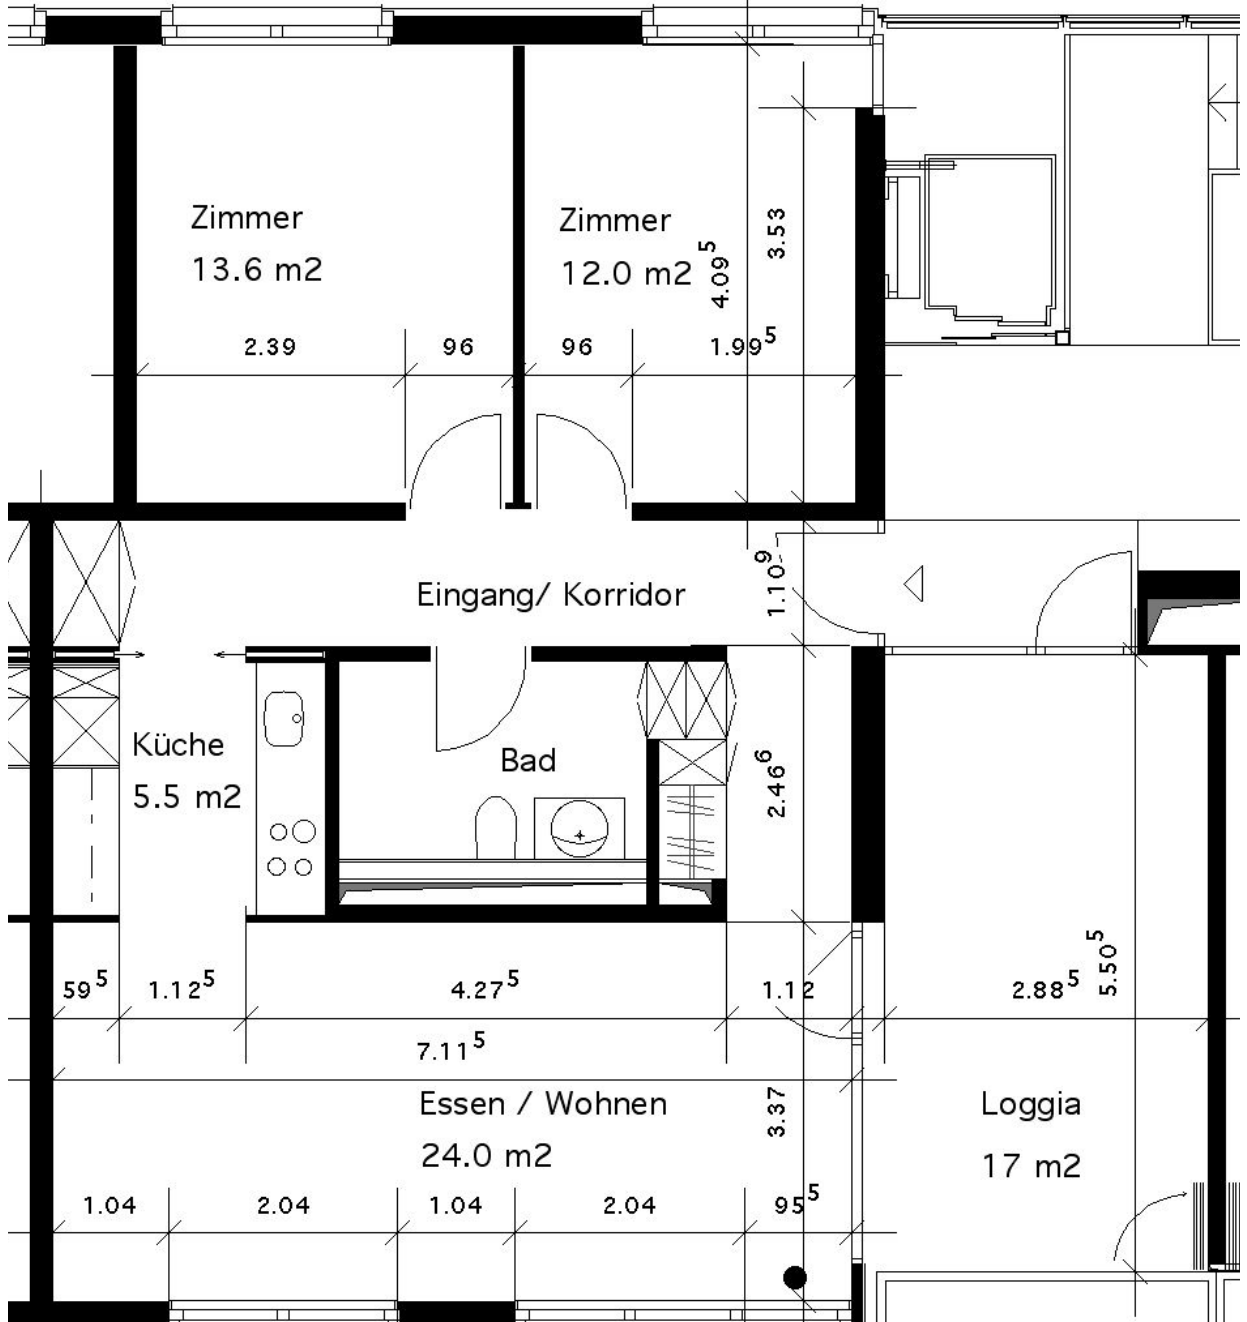 Zimmer
13.6 m2
Zimmer
12.0 m2
4.09⁵
3.53
2.39
96
96
1.99⁵
Eingang/ Korridor
1.10⁹
Küche
5.5 m2
Bad
2.46⁶
59⁵
1.12⁵
4.27⁵
1.12
2.88⁵
5.50⁵
7.11⁵
Essen / Wohnen
24.0 m2
3.37
Loggia
17 m2
1.04
2.04
1.04
2.04
95⁵